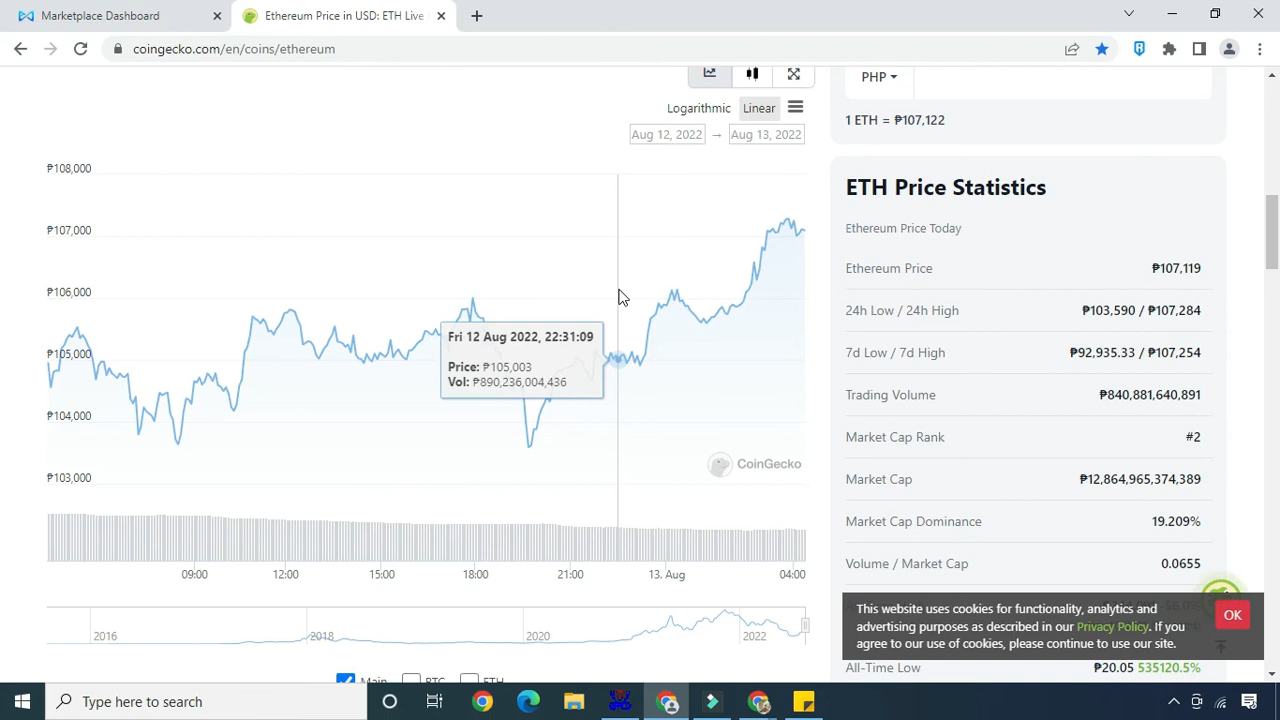 Marketplace Dashboard
Ethereum Price in USD: ETH Live
coingecko.com/en/coins/ethereum
Logarithmic Linear
Aug 12, 2022 → Aug 13, 2022
₱108,000
₱107,000
₱106,000
₱105,000
₱104,000
₱103,000
Fri 12 Aug 2022, 22:31:09
Price: ₱105,003
Vol: ₱890,236,004,436
CoinGecko
09:00 12:00 15:00 18:00 21:00 13. Aug 04:00
2016 2018 2020 2022
Main BTC ETH
PHP
1 ETH = ₱107,122
ETH Price Statistics
Ethereum Price Today
Ethereum Price ₱107,119
24h Low / 24h High ₱103,590 / ₱107,284
7d Low / 7d High ₱92,935.33 / ₱107,254
Trading Volume ₱840,881,640,891
Market Cap Rank #2
Market Cap ₱12,864,965,374,389
Market Cap Dominance 19.209%
Volume / Market Cap 0.0655
This website uses cookies for functionality, analytics and
advertising purposes as described in our Privacy Policy. If you
agree to our use of cookies, please continue to use our site.
OK
All-Time Low ₱20.05 535120.5%
Type here to search
ENG